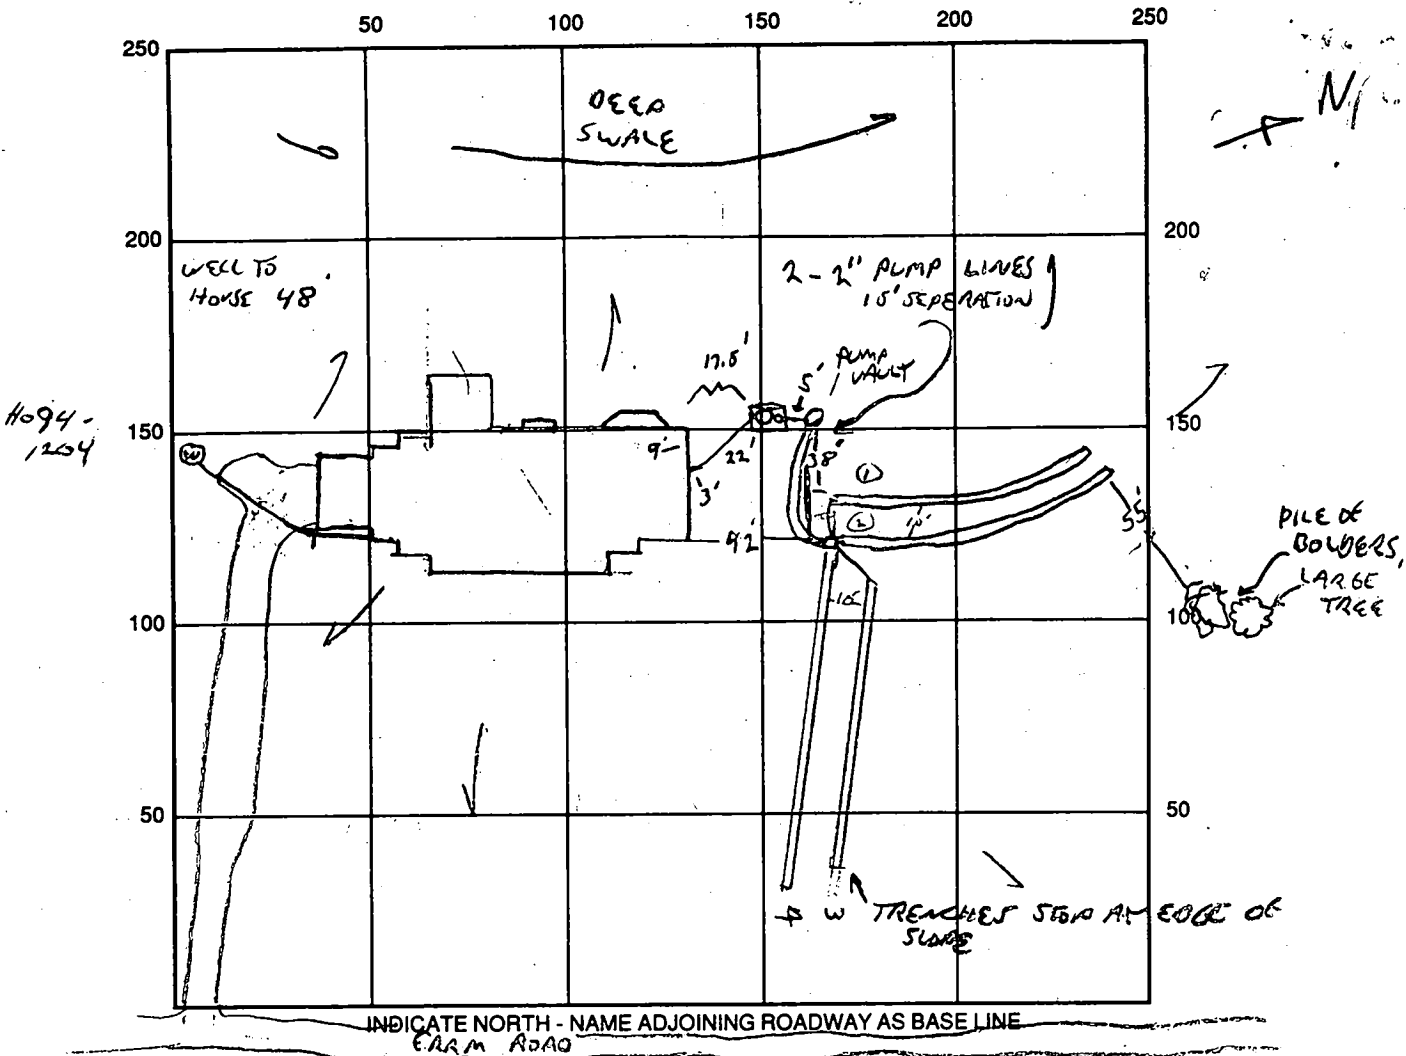 50 100 150 200 250
250
N
DEEP
SWALE
200 200
WELL TO
HOUSE 48'
2-2" PUMP LINES
10' SEPERATION
17.5'
5'
PUMP
VAULT
HO94-
1204
150 150
W
9'
22'
38'
1
3'
2
10'
42'
55'
PILE OF
BOLDERS,
LARGE
TREE
10'
100 100
50 50
4 3 TRENCHES STOP AT EDGE OF
SLOPE
INDICATE NORTH - NAME ADJOINING ROADWAY AS BASE LINE
FARM ROAD